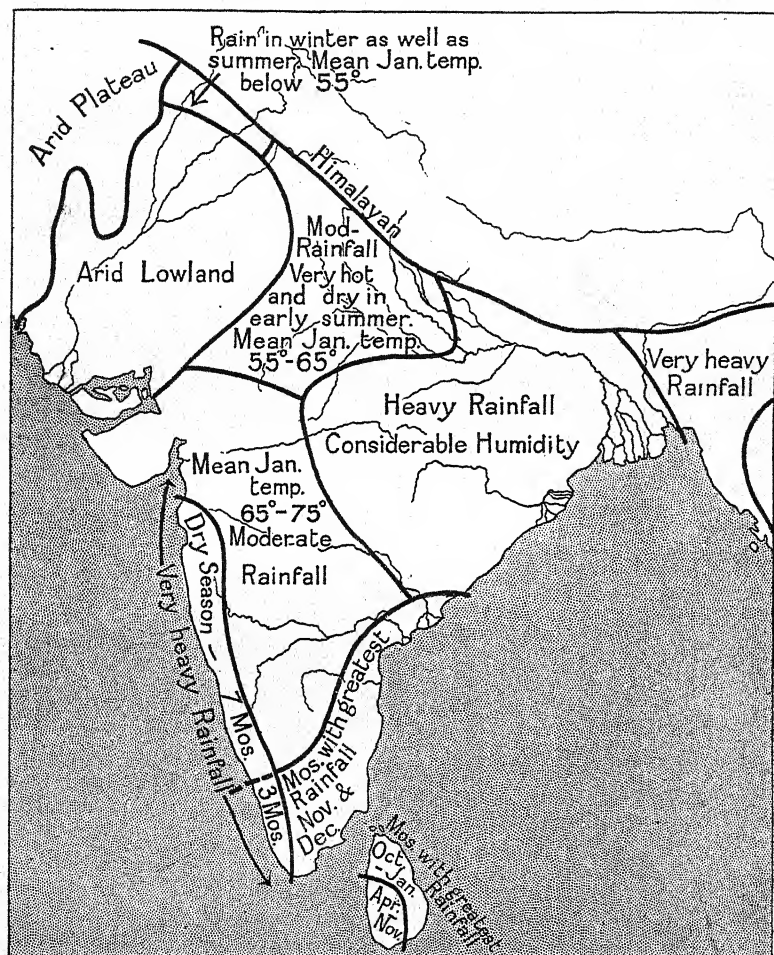 Rain in winter as well as
summer. Mean Jan. temp.
below 55°
Arid Plateau
Himalayan
Mod-
Rainfall
Very hot
and dry in
early summer.
Mean Jan. temp.
55°-65°
Arid Lowland
Very heavy
Rainfall
Heavy Rainfall
Considerable Humidity
Mean Jan.
temp.
65°-75°
Moderate
Rainfall
Dry Season - 7 Mos.
3 Mos.
Very heavy Rainfall
Mos. with greatest
Rainfall
Nov. &
Dec.
Mos. with greatest
Rainfall
Oct.
- Jan.
Apr.
- Nov.